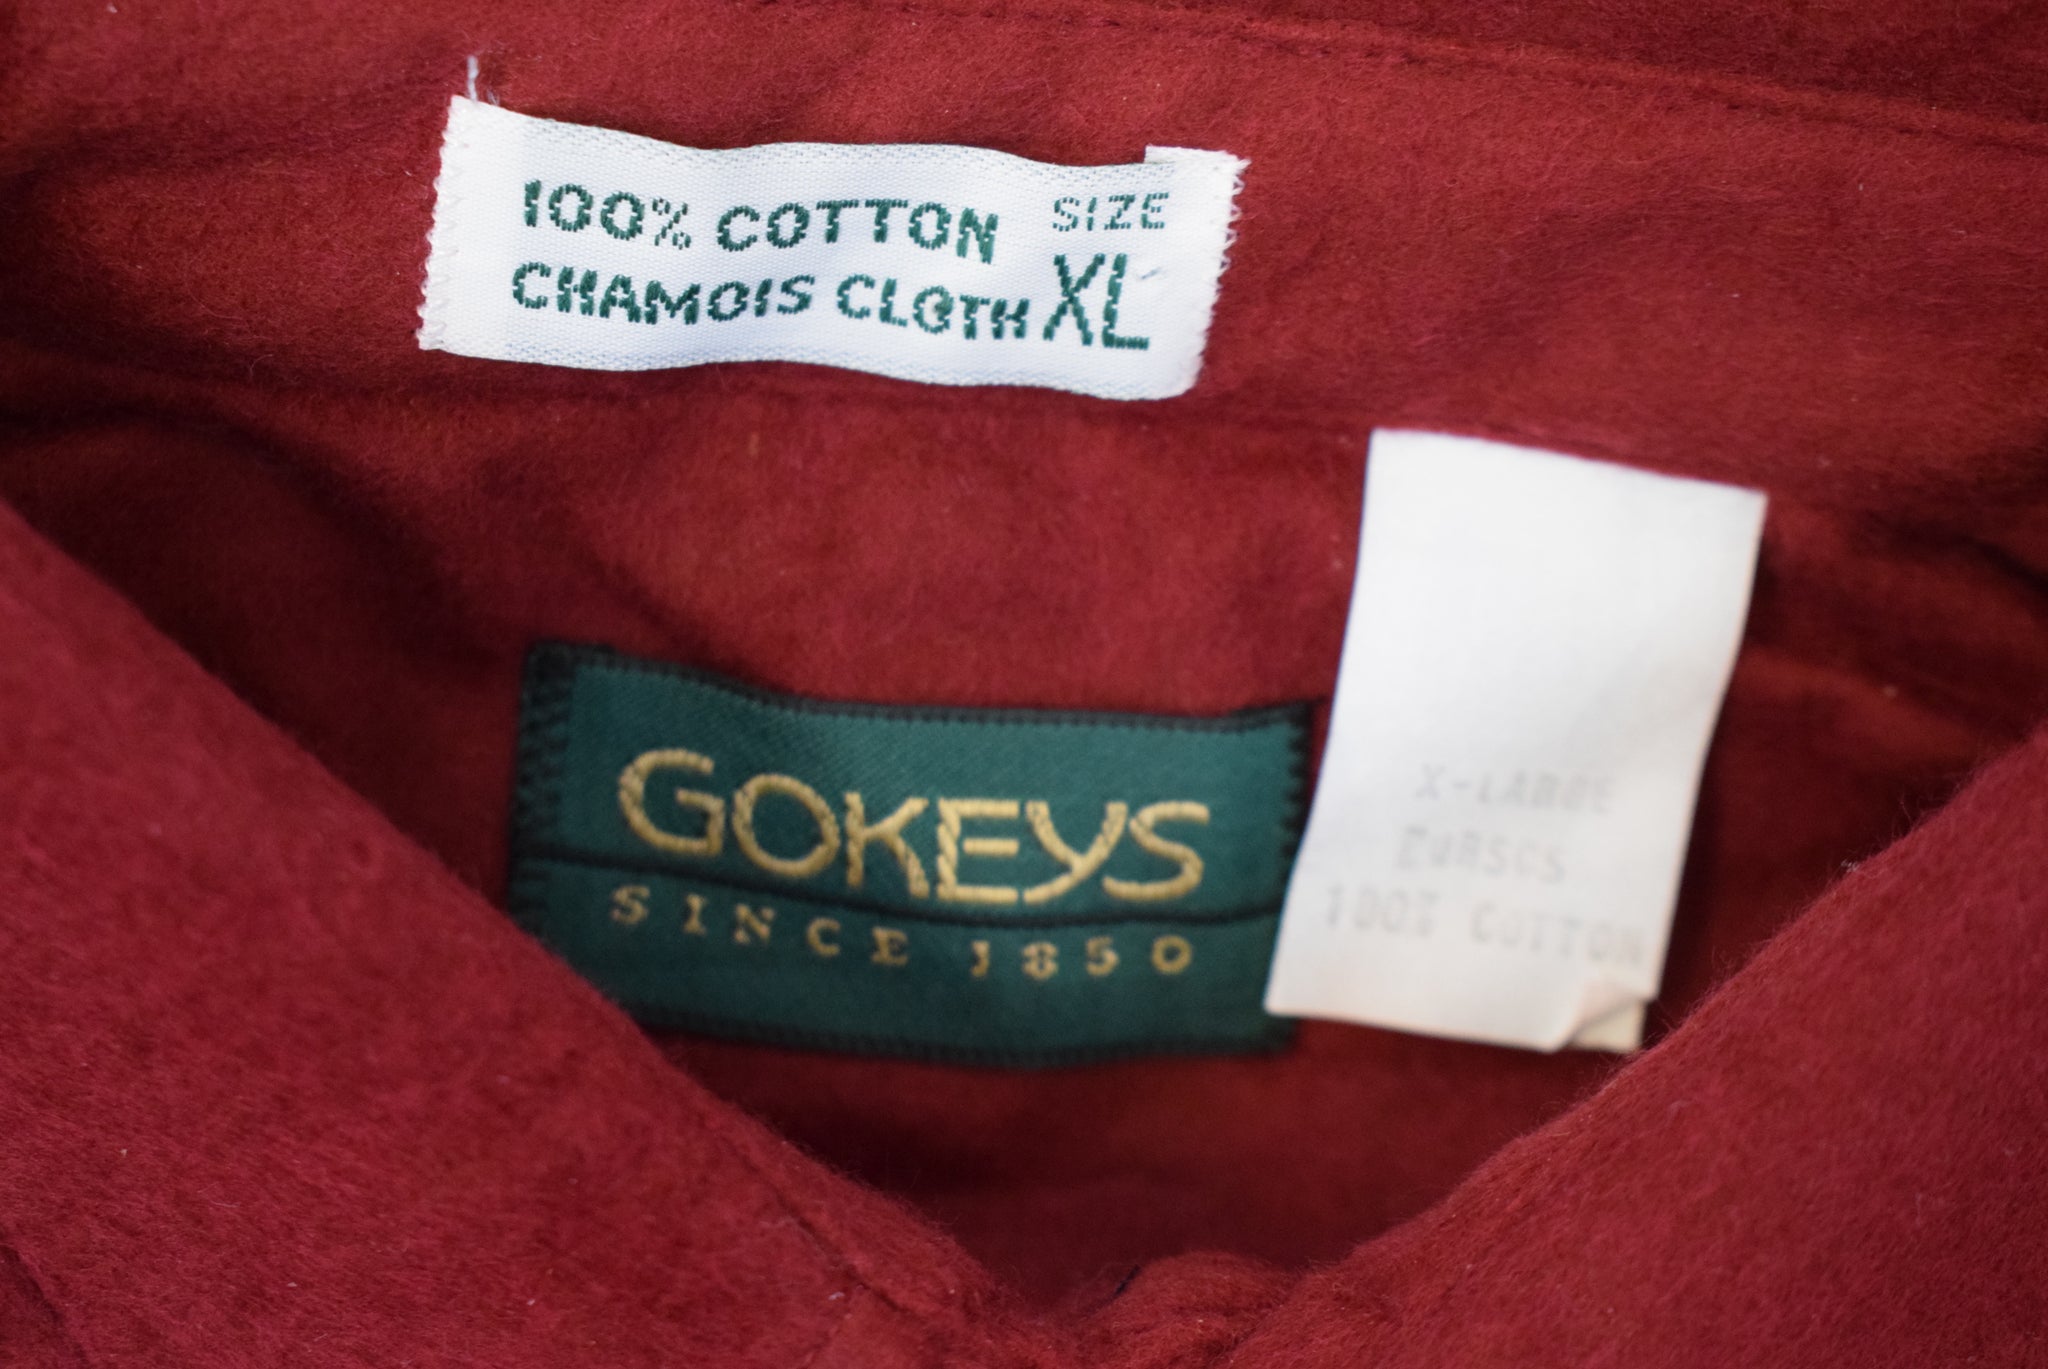 100% COTTON SIZE
CHAMOIS CLOTH XL
GOKEYS
SINCE 1850
X-LARGE
100% COTTON